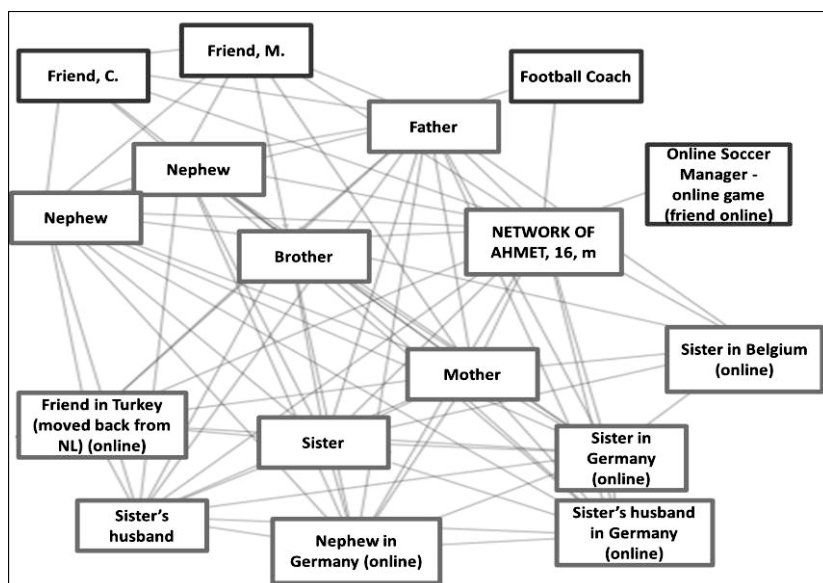 Friend, M.
Friend, C.
Football Coach
Father
Nephew
Online Soccer
Manager -
online game
(friend online)
Nephew
NETWORK OF
AHMET, 16, m
Brother
Sister in Belgium
(online)
Mother
Friend in Turkey
(moved back from
NL) (online)
Sister
Sister in
Germany
(online)
Sister's
husband
Nephew in
Germany (online)
Sister's husband
in Germany
(online)